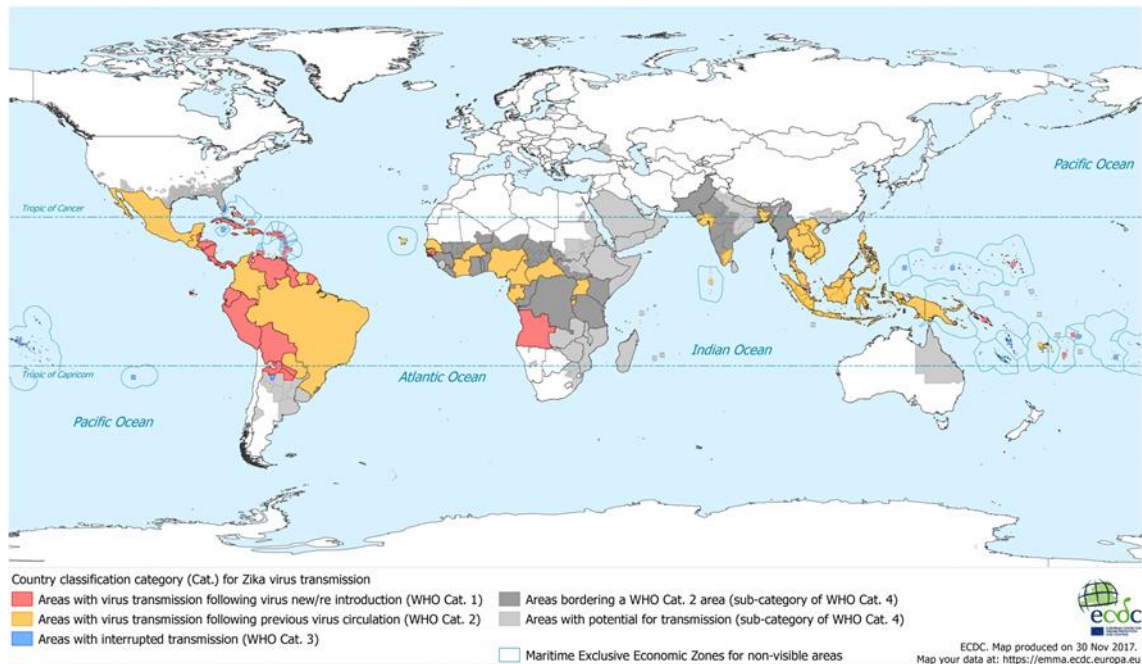 Pacific Ocean
Tropic of Cancer
Indian Ocean
Atlantic Ocean
Tropic of Capricorn
Pacific Ocean
Country classification category (Cat.) for Zika virus transmission
Areas with virus transmission following virus new/re introduction (WHO Cat. 1)
Areas with virus transmission following previous virus circulation (WHO Cat. 2)
Areas with interrupted transmission (WHO Cat. 3)
Areas bordering a WHO Cat. 2 area (sub-category of WHO Cat. 4)
Areas with potential for transmission (sub-category of WHO Cat. 4)
Maritime Exclusive Economic Zones for non-visible areas
ecdc
ECDC. Map produced on 30 Nov 2017.
Map your data at: https://emma.ecdc.europa.eu